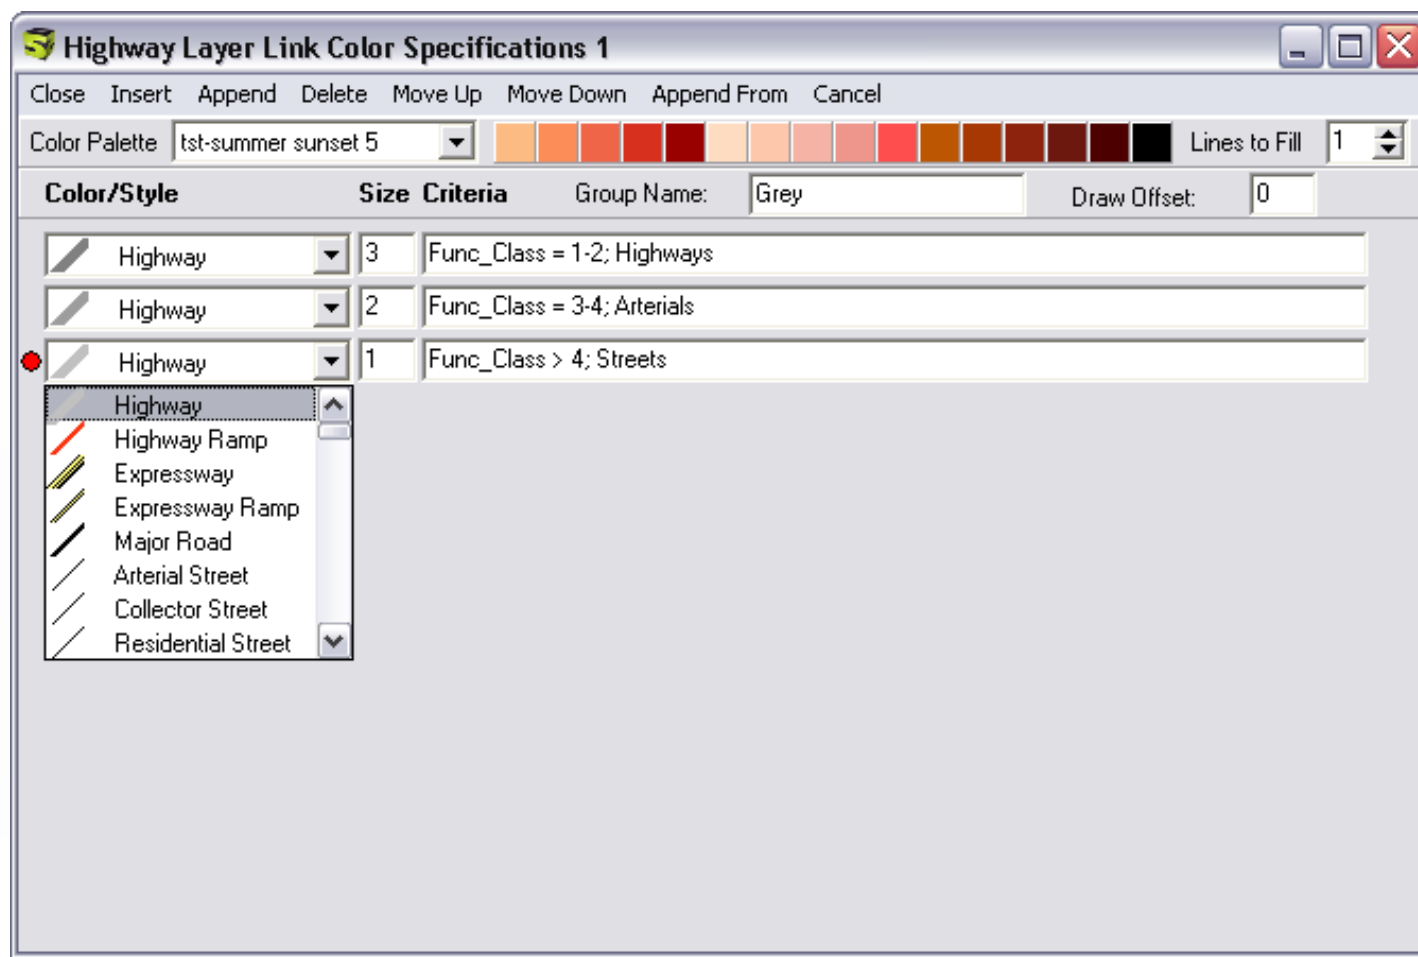 Highway Layer Link Color Specifications 1
Close Insert Append Delete Move Up Move Down Append From Cancel
Color Palette tst-summer sunset 5 Lines to Fill 1
Color/Style Size Criteria Group Name: Grey Draw Offset: 0
Highway 3 Func_Class = 1-2; Highways
Highway 2 Func_Class = 3-4; Arterials
Highway 1 Func_Class > 4; Streets
Highway
Highway Ramp
Expressway
Expressway Ramp
Major Road
Arterial Street
Collector Street
Residential Street